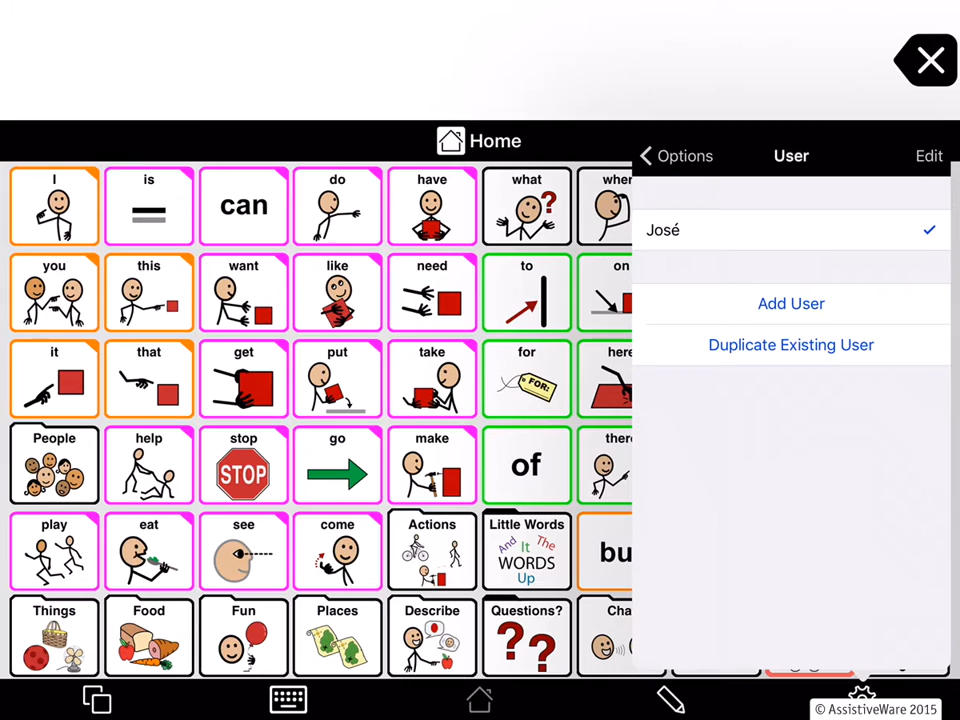 Home
Options
User
Edit
José
Add User
Duplicate Existing User
I
is
can
do
have
what
you
this
want
like
need
to
on
it
that
get
put
take
for
FOR:
People
help
stop
STOP
go
make
of
play
eat
see
come
Actions
Little Words
And It The
WORDS
Up
Things
Food
Fun
Places
Describe
Questions?
© AssistiveWare 2015